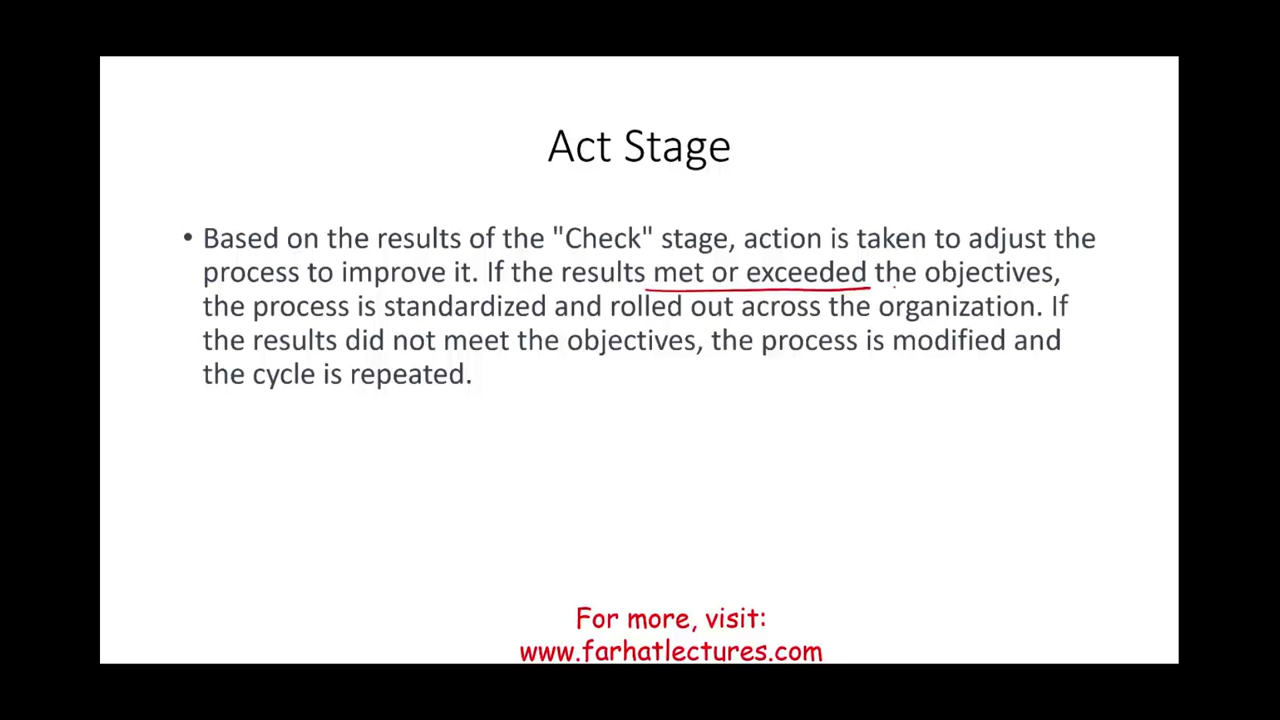 Act Stage
• Based on the results of the "Check" stage, action is taken to adjust the
process to improve it. If the results met or exceeded the objectives,
the process is standardized and rolled out across the organization. If
the results did not meet the objectives, the process is modified and
the cycle is repeated.
For more, visit:
www.farhatlectures.com